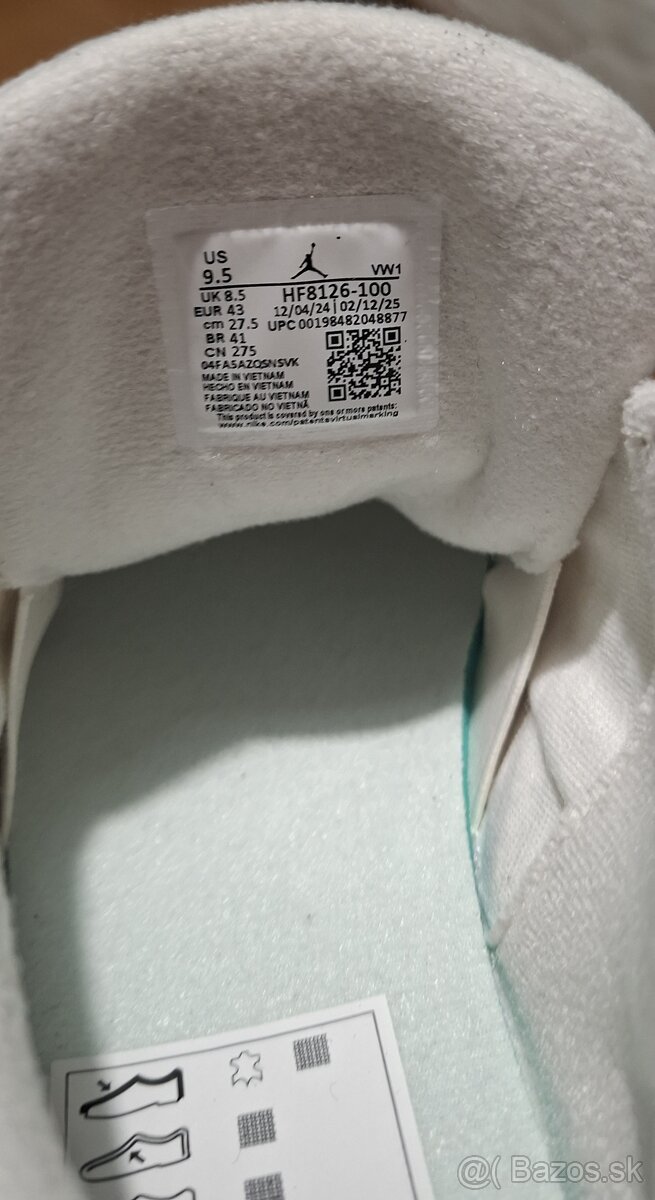 US
9.5
VW1
UK 8.5 HF8126-100
EUR 43 12/04/24 | 02/12/25
cm 27.5 UPC 00198482048877
BR 41
CN 275
04FA5AZQSNSVK
MADE IN VIETNAM
HECHO EN VIETNAM
FABRIQUE AU VIETNAM
FABRICADO NO VIETNÃ
This product is covered by one or more patents:
www.nike.com/patentsvirtualmarking
@( Bazos.sk